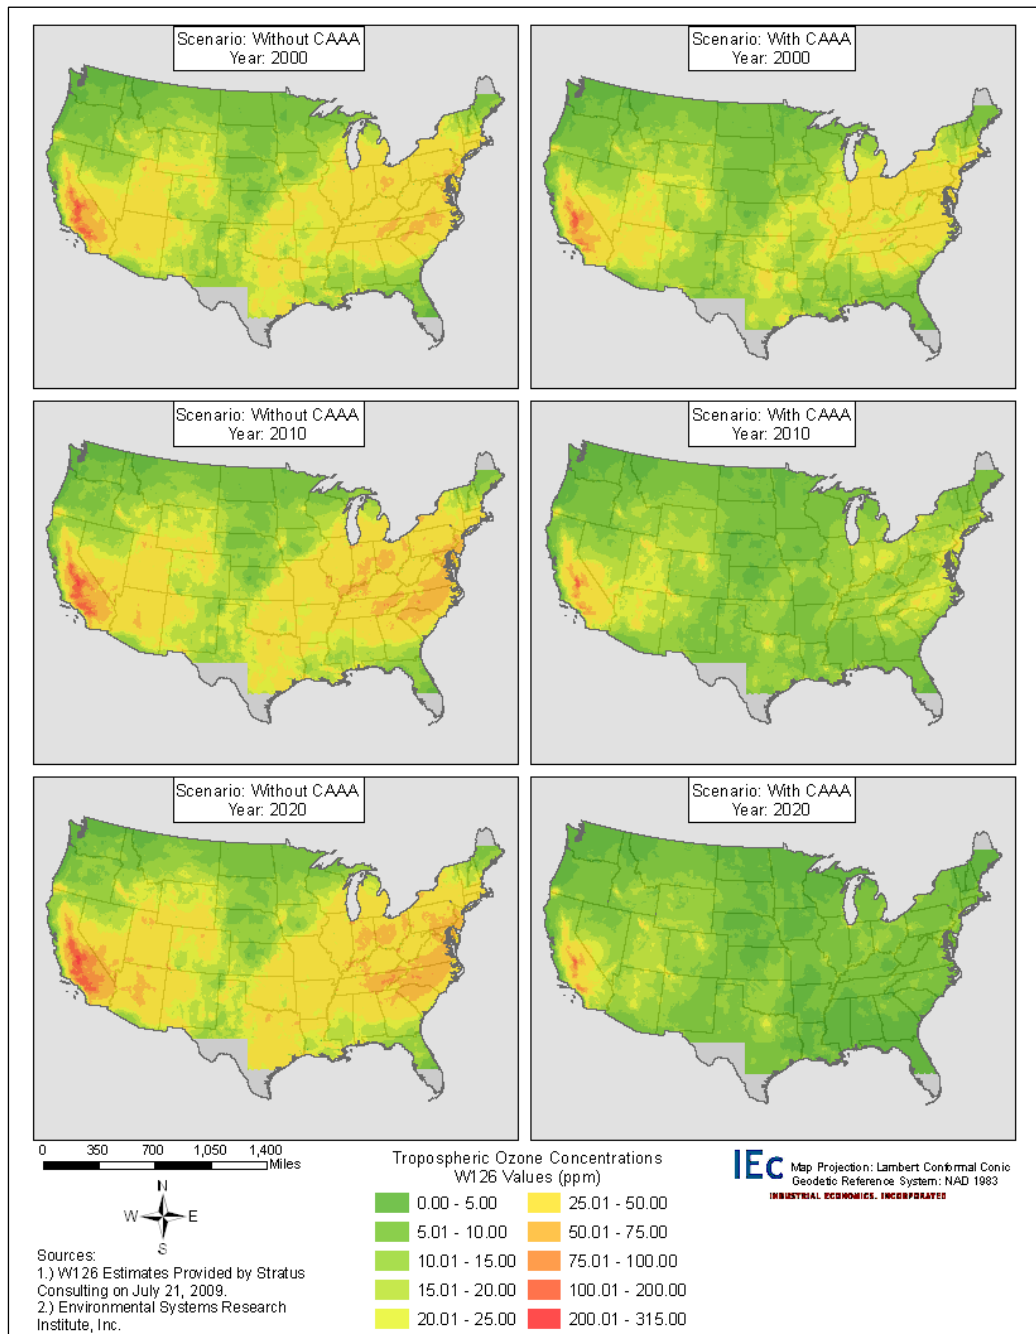 Scenario: Without CAAA
Year: 2000
Scenario: With CAAA
Year: 2000
Scenario: Without CAAA
Year: 2010
Scenario: With CAAA
Year: 2010
Scenario: Without CAAA
Year: 2020
Scenario: With CAAA
Year: 2020
0 350 700 1,050 1,400
Miles
N
W E
S
Sources:
1.) W126 Estimates Provided by Stratus
Consulting on July 21, 2009.
2.) Environmental Systems Research
Institute, Inc.
Tropospheric Ozone Concentrations
W126 Values (ppm)
0.00 - 5.00
5.01 - 10.00
10.01 - 15.00
15.01 - 20.00
20.01 - 25.00
25.01 - 50.00
50.01 - 75.00
75.01 - 100.00
100.01 - 200.00
200.01 - 315.00
IEc
Map Projection: Lambert Conformal Conic
Geodetic Reference System: NAD 1983
INDUSTRIAL ECONOMICS, INCORPORATED